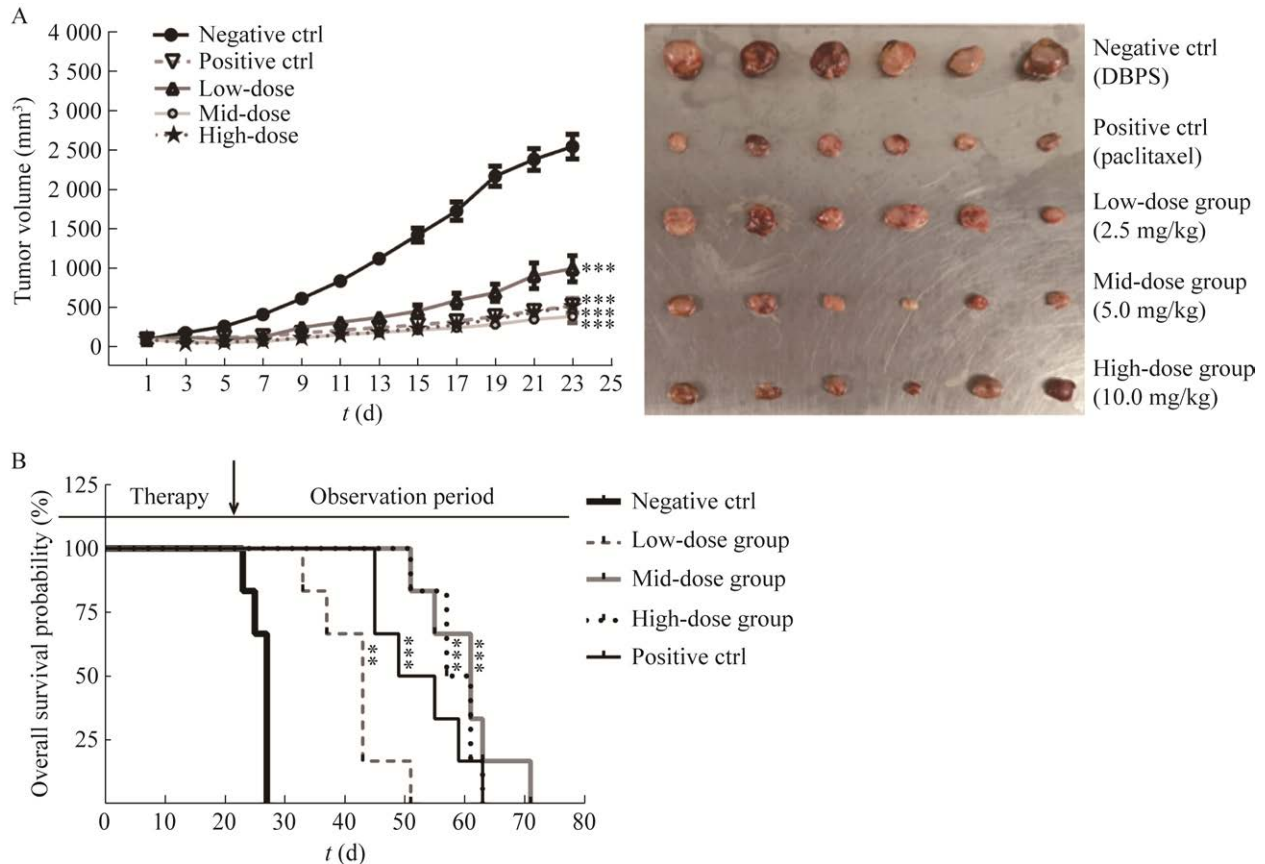 A
4 000
3 500
3 000
2 500
2 000
1 500
1 000
500
0
Tumor volume (mm³)
1 3 5 7 9 11 13 15 17 19 21 23 25
t (d)
Negative ctrl
Positive ctrl
Low-dose
Mid-dose
High-dose
***
***
***
***
Negative ctrl
(DBPS)
Positive ctrl
(paclitaxel)
Low-dose group
(2.5 mg/kg)
Mid-dose group
(5.0 mg/kg)
High-dose group
(10.0 mg/kg)
B
125
100
75
50
25
Overall survival probability (%)
Therapy
Observation period
**
***
***
***
0 10 20 30 40 50 60 70 80
t (d)
Negative ctrl
Low-dose group
Mid-dose group
High-dose group
Positive ctrl